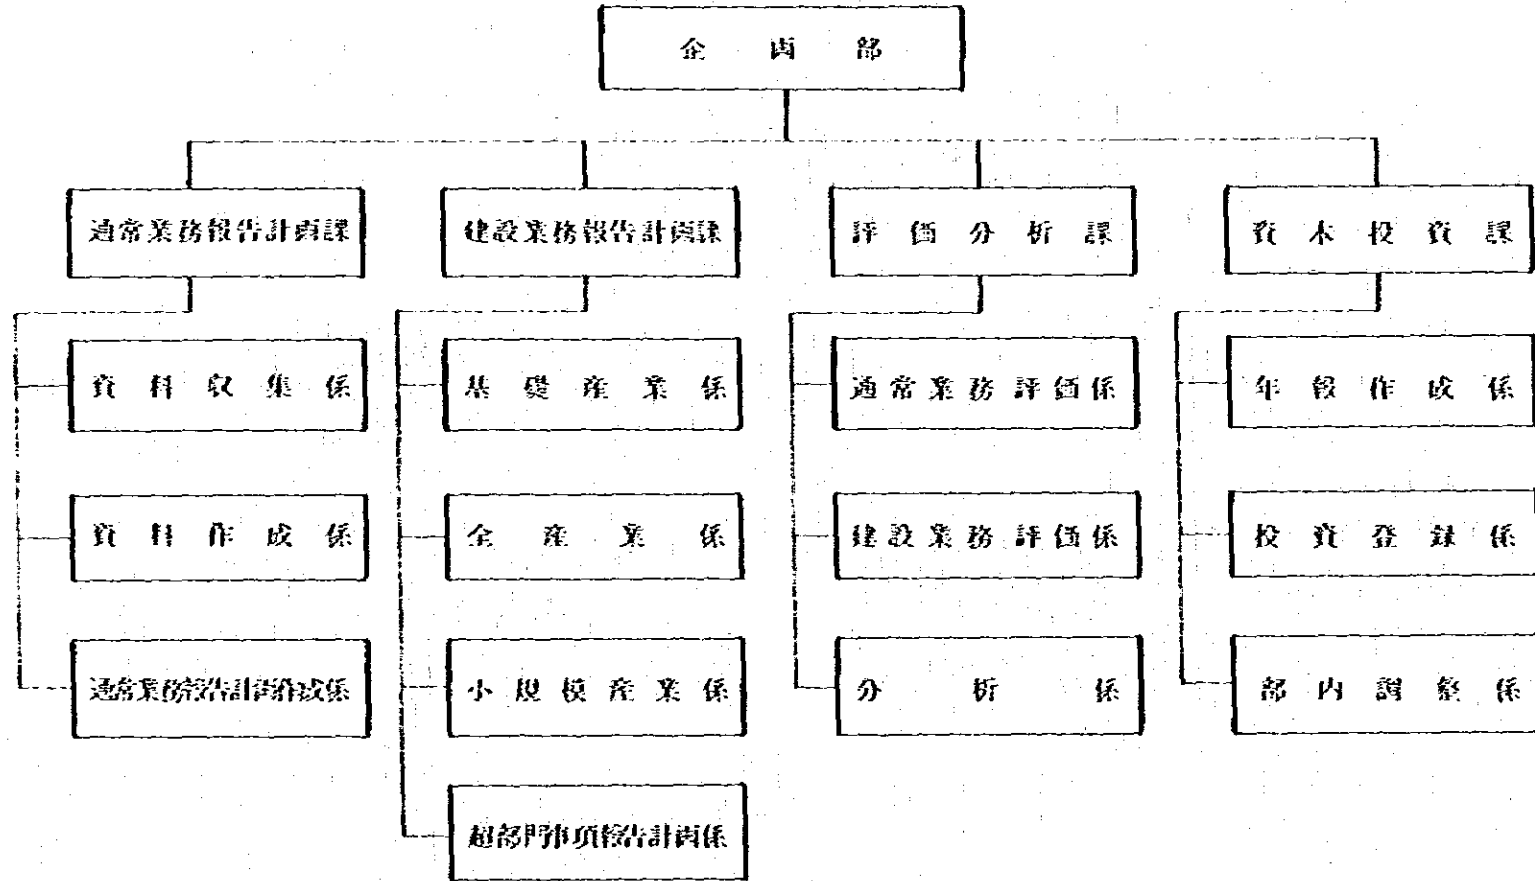 企画部
通常業務報告計画課
建設業務報告計画課
評価分析課
資本投資課
資料収集係
基礎産業係
通常業務評価係
年報作成係
資料作成係
全産業係
建設業務評価係
投資登録係
通常業務報告計画作成係
小規模産業係
分析係
部内調整係
超部門事項報告計画係